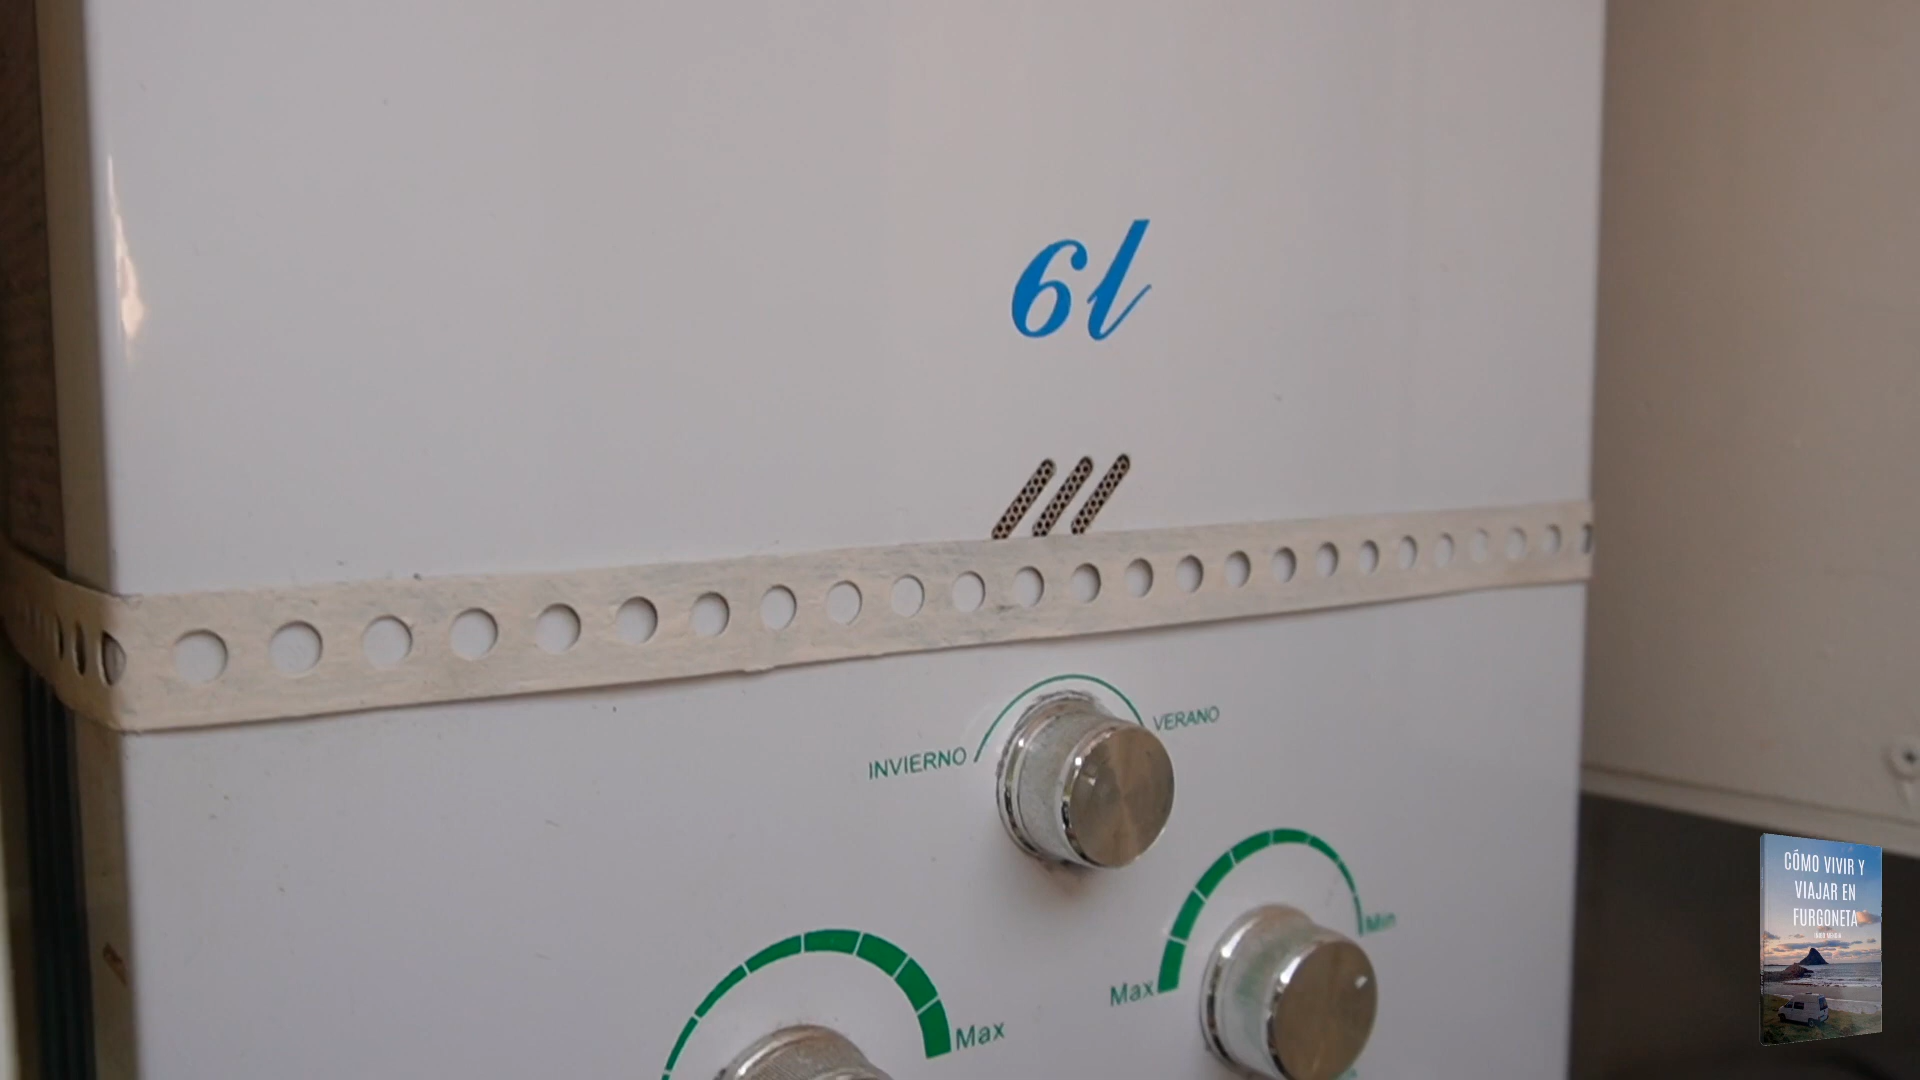 6l
INVIERNO
VERANO
Min
Max
Max
CÓMO VIVIR Y
VIAJAR EN
FURGONETA